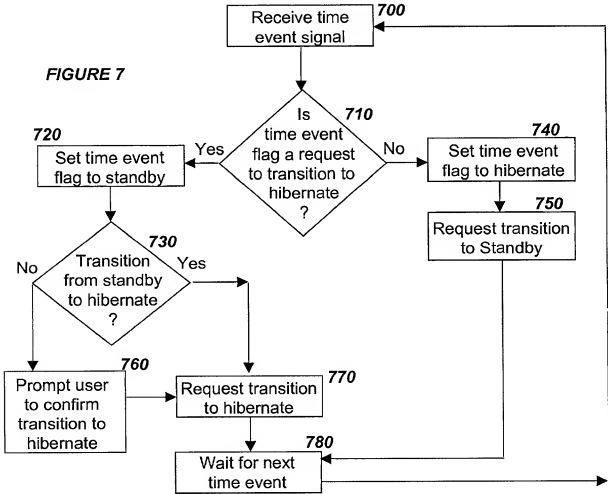 700
Receive time
event signal
FIGURE 7
710
Is
time event
flag a request
to transition to
hibernate
?
Yes
No
720
Set time event
flag to standby
740
Set time event
flag to hibernate
750
Request transition
to Standby
730
Transition
from standby
to hibernate
?
No
Yes
760
Prompt user
to confirm
transition to
hibernate
770
Request transition
to hibernate
780
Wait for next
time event